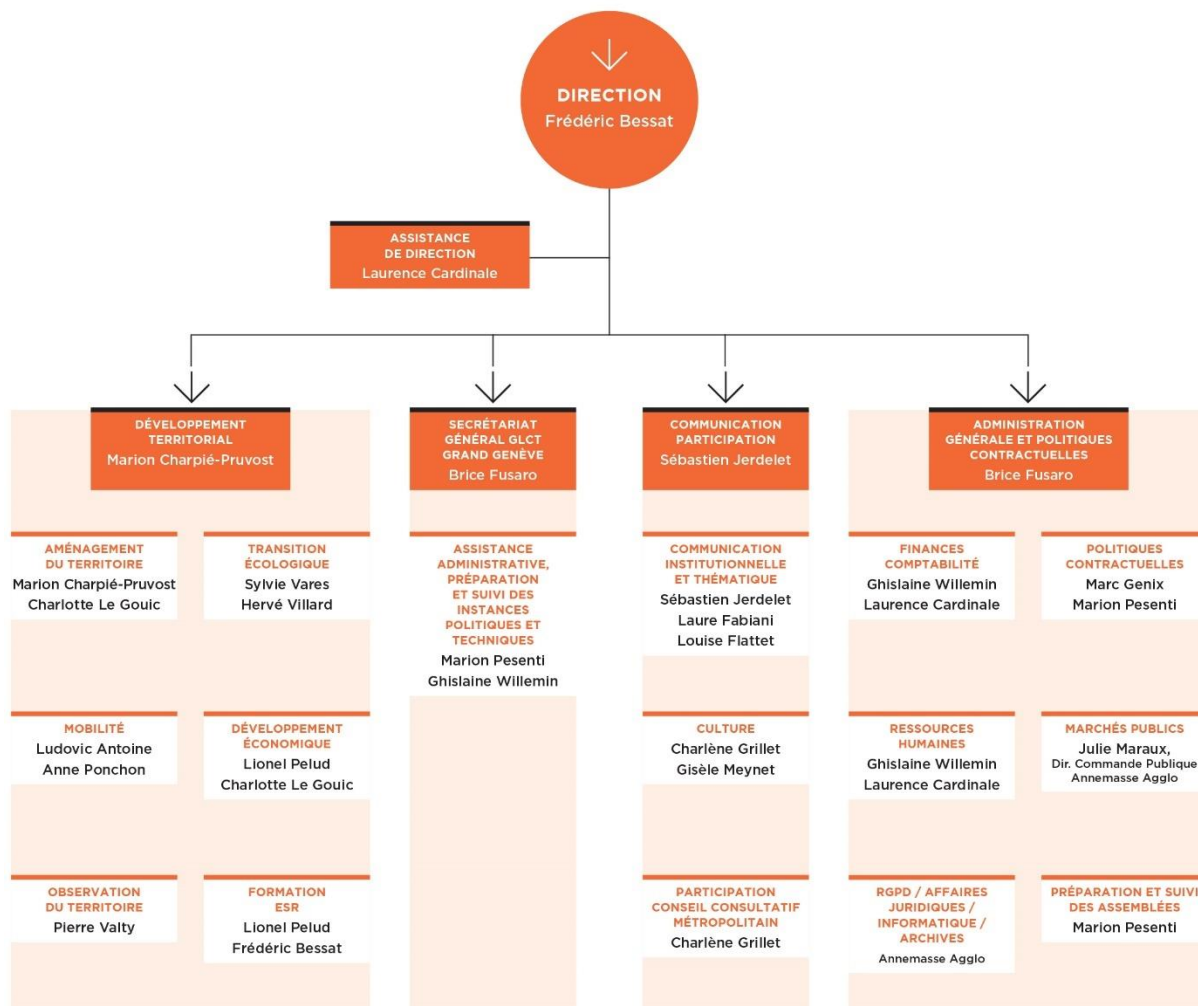 DIRECTION
Frédéric Bessat
ASSISTANCE
DE DIRECTION
Laurence Cardinale
DÉVELOPPEMENT
TERRITORIAL
Marion Charpié-Pruvost
AMÉNAGEMENT
DU TERRITOIRE
Marion Charpié-Pruvost
Charlotte Le Gouic
TRANSITION
ÉCOLOGIQUE
Sylvie Vares
Hervé Villard
MOBILITÉ
Ludovic Antoine
Anne Ponchon
DÉVELOPPEMENT
ÉCONOMIQUE
Lionel Pelud
Charlotte Le Gouic
OBSERVATION
DU TERRITOIRE
Pierre Valty
FORMATION
ESR
Lionel Pelud
Frédéric Bessat
SECRÉTARIAT
GÉNÉRAL GLCT
GRAND GENÈVE
Brice Fusaro
ASSISTANCE
ADMINISTRATIVE,
PRÉPARATION
ET SUIVI DES
INSTANCES
POLITIQUES ET
TECHNIQUES
Marion Pesenti
Ghislaine Willemin
COMMUNICATION
PARTICIPATION
Sébastien Jerdelet
COMMUNICATION
INSTITUTIONNELLE
ET THÉMATIQUE
Sébastien Jerdelet
Laure Fabiani
Louise Flattet
CULTURE
Charlène Grillet
Gisèle Meynet
PARTICIPATION
CONSEIL CONSULTATIF
MÉTROPOLITAIN
Charlène Grillet
ADMINISTRATION
GÉNÉRALE ET POLITIQUES
CONTRACTUELLES
Brice Fusaro
FINANCES
COMPTABILITÉ
Ghislaine Willemin
Laurence Cardinale
POLITIQUES
CONTRACTUELLES
Marc Genix
Marion Pesenti
RESSOURCES
HUMAINES
Ghislaine Willemin
Laurence Cardinale
MARCHÉS PUBLICS
Julie Maraux,
Dir. Commande Publique
Annemasse Agglo
RGPD / AFFAIRES
JURIDIQUES /
INFORMATIQUE /
ARCHIVES
Annemasse Agglo
PRÉPARATION ET SUIVI
DES ASSEMBLÉES
Marion Pesenti